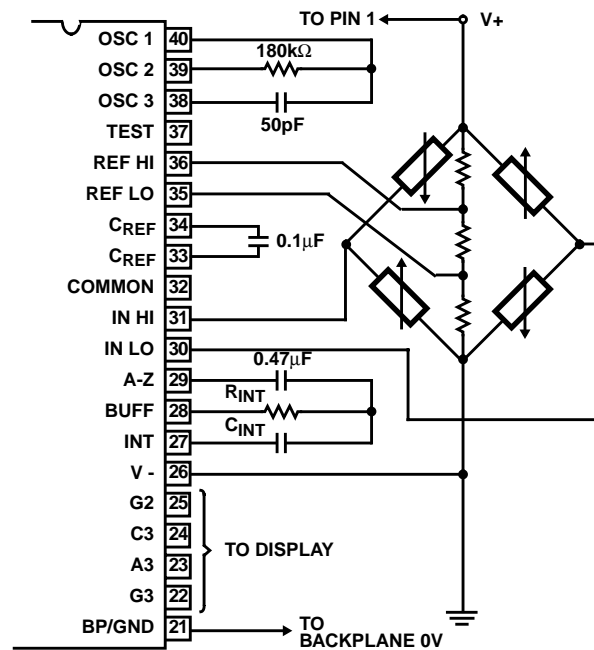 TO PIN 1
V+
OSC 1 40
180kΩ
OSC 2 39
OSC 3 38
50pF
TEST 37
REF HI 36
REF LO 35
CREF 34
0.1µF
CREF 33
COMMON 32
IN HI 31
IN LO 30
0.47µF
A-Z 29
RINT
BUFF 28
CINT
INT 27
V - 26
G2 25
C3 24
TO DISPLAY
A3 23
G3 22
BP/GND 21
TO
BACKPLANE 0V